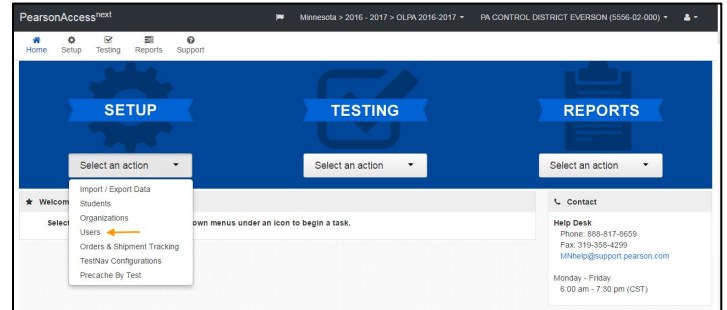 PearsonAccessnext
Minnesota > 2016 - 2017 > OLPA 2016-2017
PA CONTROL DISTRICT EVERSON (5556-02-000)
Home Setup Testing Reports Support
SETUP
TESTING
REPORTS
Select an action
Select an action
Select an action
Import / Export Data
Students
Organizations
Users
Orders & Shipment Tracking
TestNav Configurations
Precache By Test
Welcom
Select
own menus under an icon to begin a task.
Contact
Help Desk
Phone: 888-817-8659
Fax: 319-358-4299
MNhelp@support.pearson.com
Monday - Friday
6:00 am - 7:30 pm (CST)